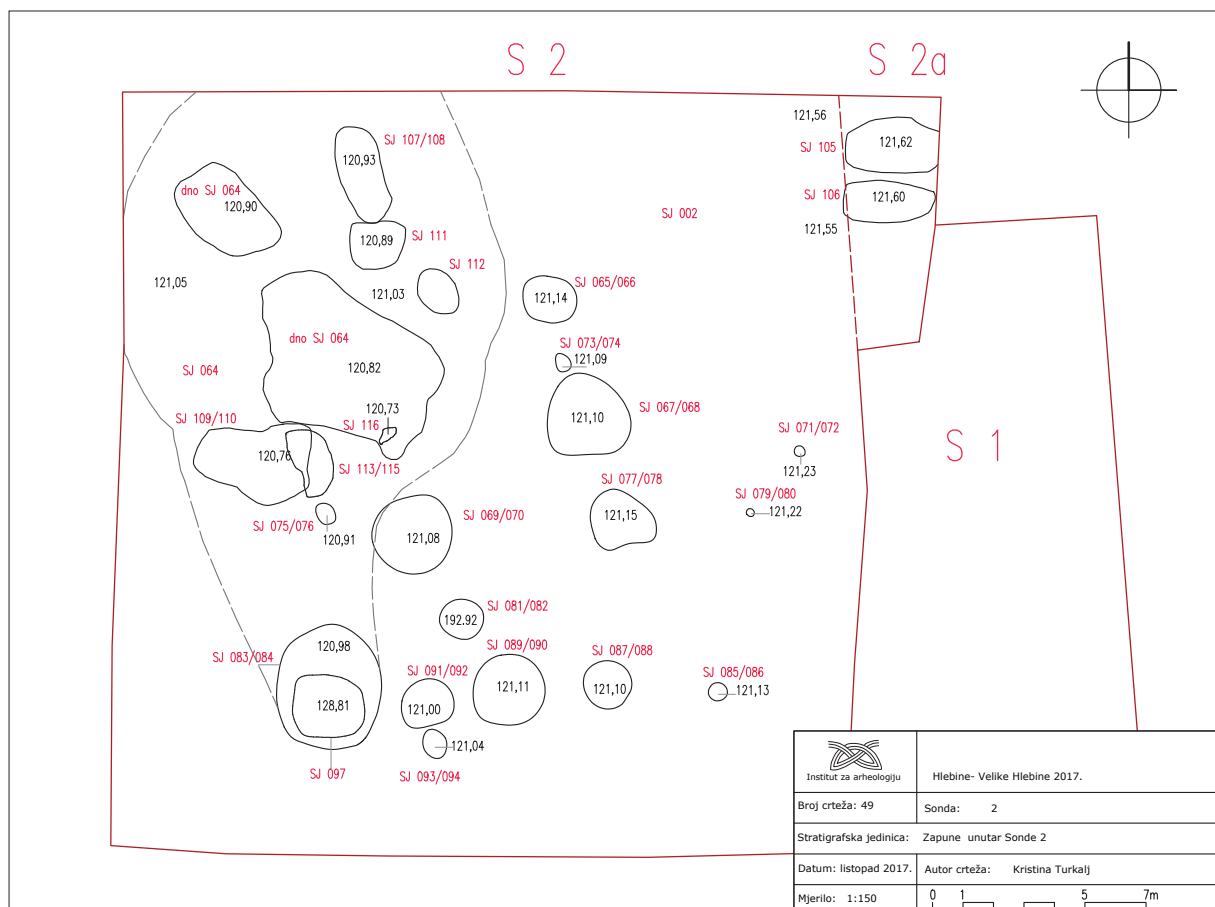 S 2
S 2a
121,56
SJ 107/108
121,62
SJ 105
120,93
dno SJ 064
120,90
SJ 106
121,60
SJ 002
121,55
120,89
SJ 111
SJ 112
121,05
121,03
SJ 065/066
121,14
dno SJ 064
SJ 073/074
121,09
120,82
SJ 064
120,73
SJ 109/110
SJ 116
121,10
SJ 067/068
SJ 071/072
S 1
120,76
SJ 113/115
121,23
SJ 077/078
SJ 079/080
121,22
SJ 069/070
121,15
SJ 075/076
120,91
121,08
SJ 081/082
192.92
120,98
SJ 089/090
SJ 087/088
SJ 083/084
SJ 091/092
SJ 085/086
121,11
121,10
121,13
128,81
121,00
121,04
SJ 097
SJ 093/094
Institut za arheologiju
Hlebine- Velike Hlebine 2017.
Broj crteža: 49
Sonda: 2
Stratigrafska jedinica: Zapune unutar Sonde 2
Datum: listopad 2017.
Autor crteža: Kristina Turkalj
Mjerilo: 1:150
0 1 5 7m